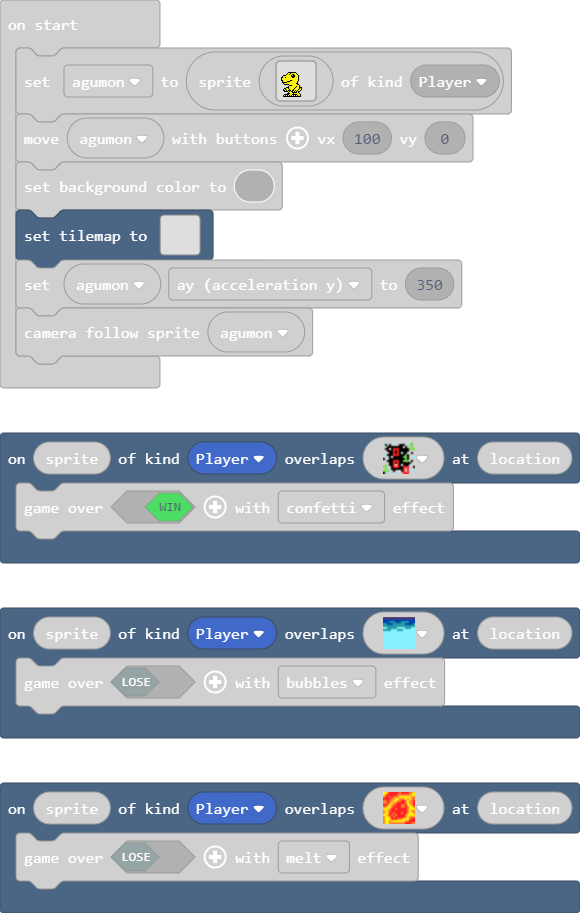 on start
set agumon to sprite of kind Player
move agumon with buttons vx 100 vy 0
set background color to
set tilemap to
set agumon ay (acceleration y) to 350
camera follow sprite agumon
on sprite of kind Player overlaps at location
game over WIN with confetti effect
on sprite of kind Player overlaps at location
game over LOSE with bubbles effect
on sprite of kind Player overlaps at location
game over LOSE with melt effect